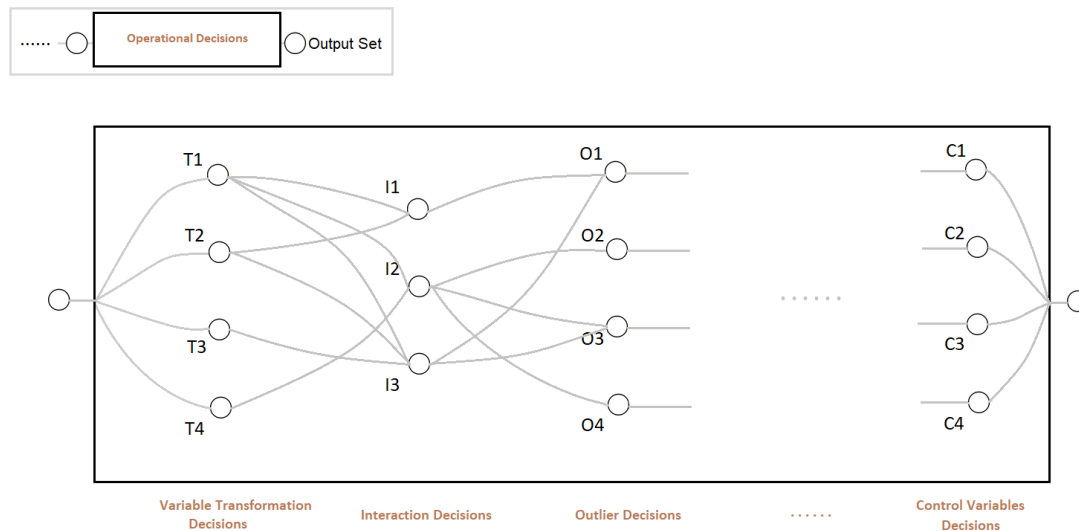 ...... Operational Decisions Output Set
T1
T2
T3
T4
I1
I2
I3
O1
O2
O3
O4
......
C1
C2
C3
C4
Variable Transformation
Decisions
Interaction Decisions
Outlier Decisions
......
Control Variables
Decisions